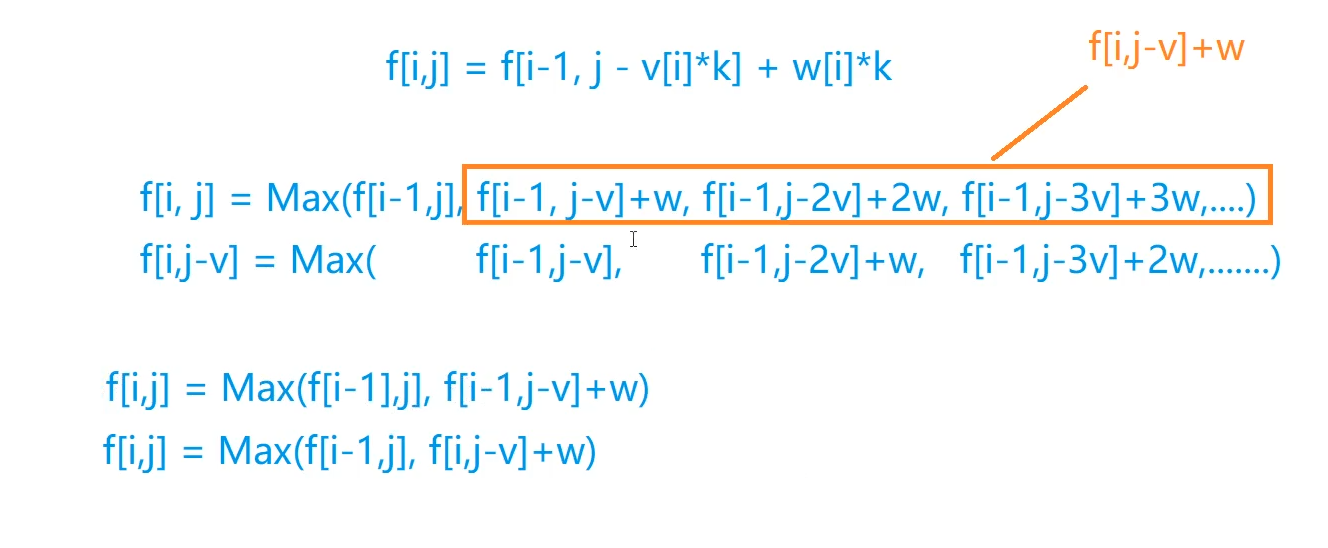 f[i,j-v]+w
f[i,j] = f[i-1, j - v[i]*k] + w[i]*k
f[i, j] = Max(f[i-1,j], f[i-1, j-v]+w, f[i-1,j-2v]+2w, f[i-1,j-3v]+3w,....)
f[i,j-v] = Max( f[i-1,j-v], f[i-1,j-2v]+w, f[i-1,j-3v]+2w,.......)
f[i,j] = Max(f[i-1],j], f[i-1,j-v]+w)
f[i,j] = Max(f[i-1,j], f[i,j-v]+w)